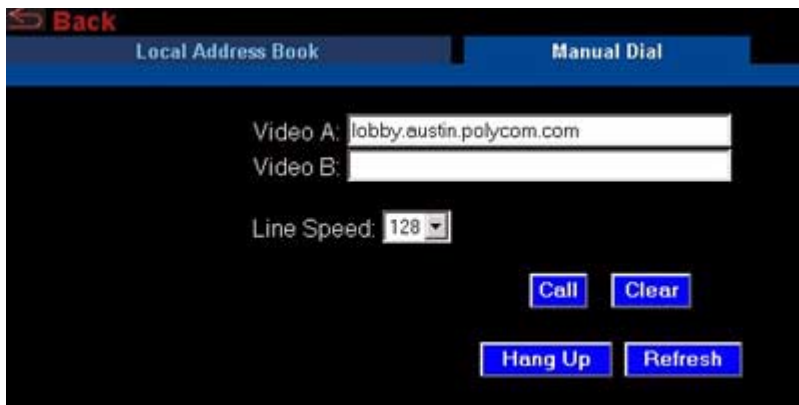 Back
Local Address Book Manual Dial
Video A: lobby.austin.polycom.com
Video B:
Line Speed: 128
Call Clear
Hang Up Refresh